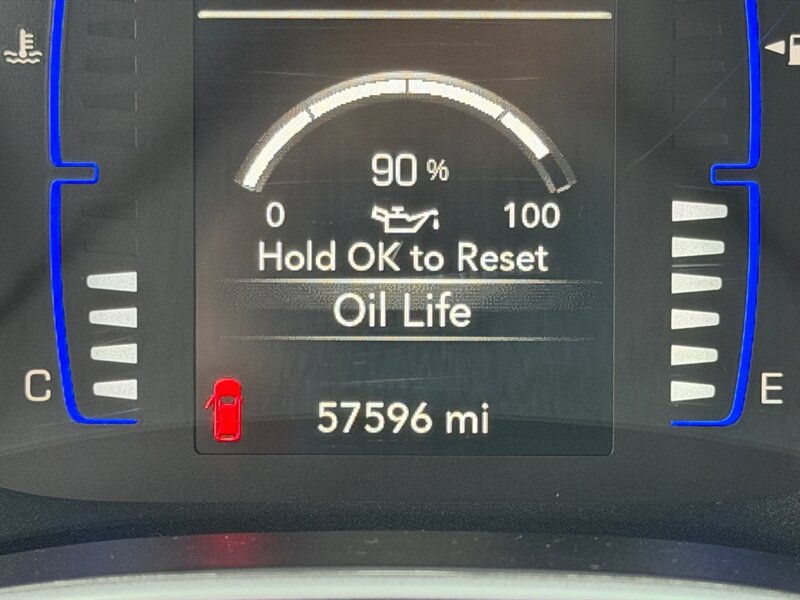 90 %
0 100
Hold OK to Reset
Oil Life
C E
57596 mi